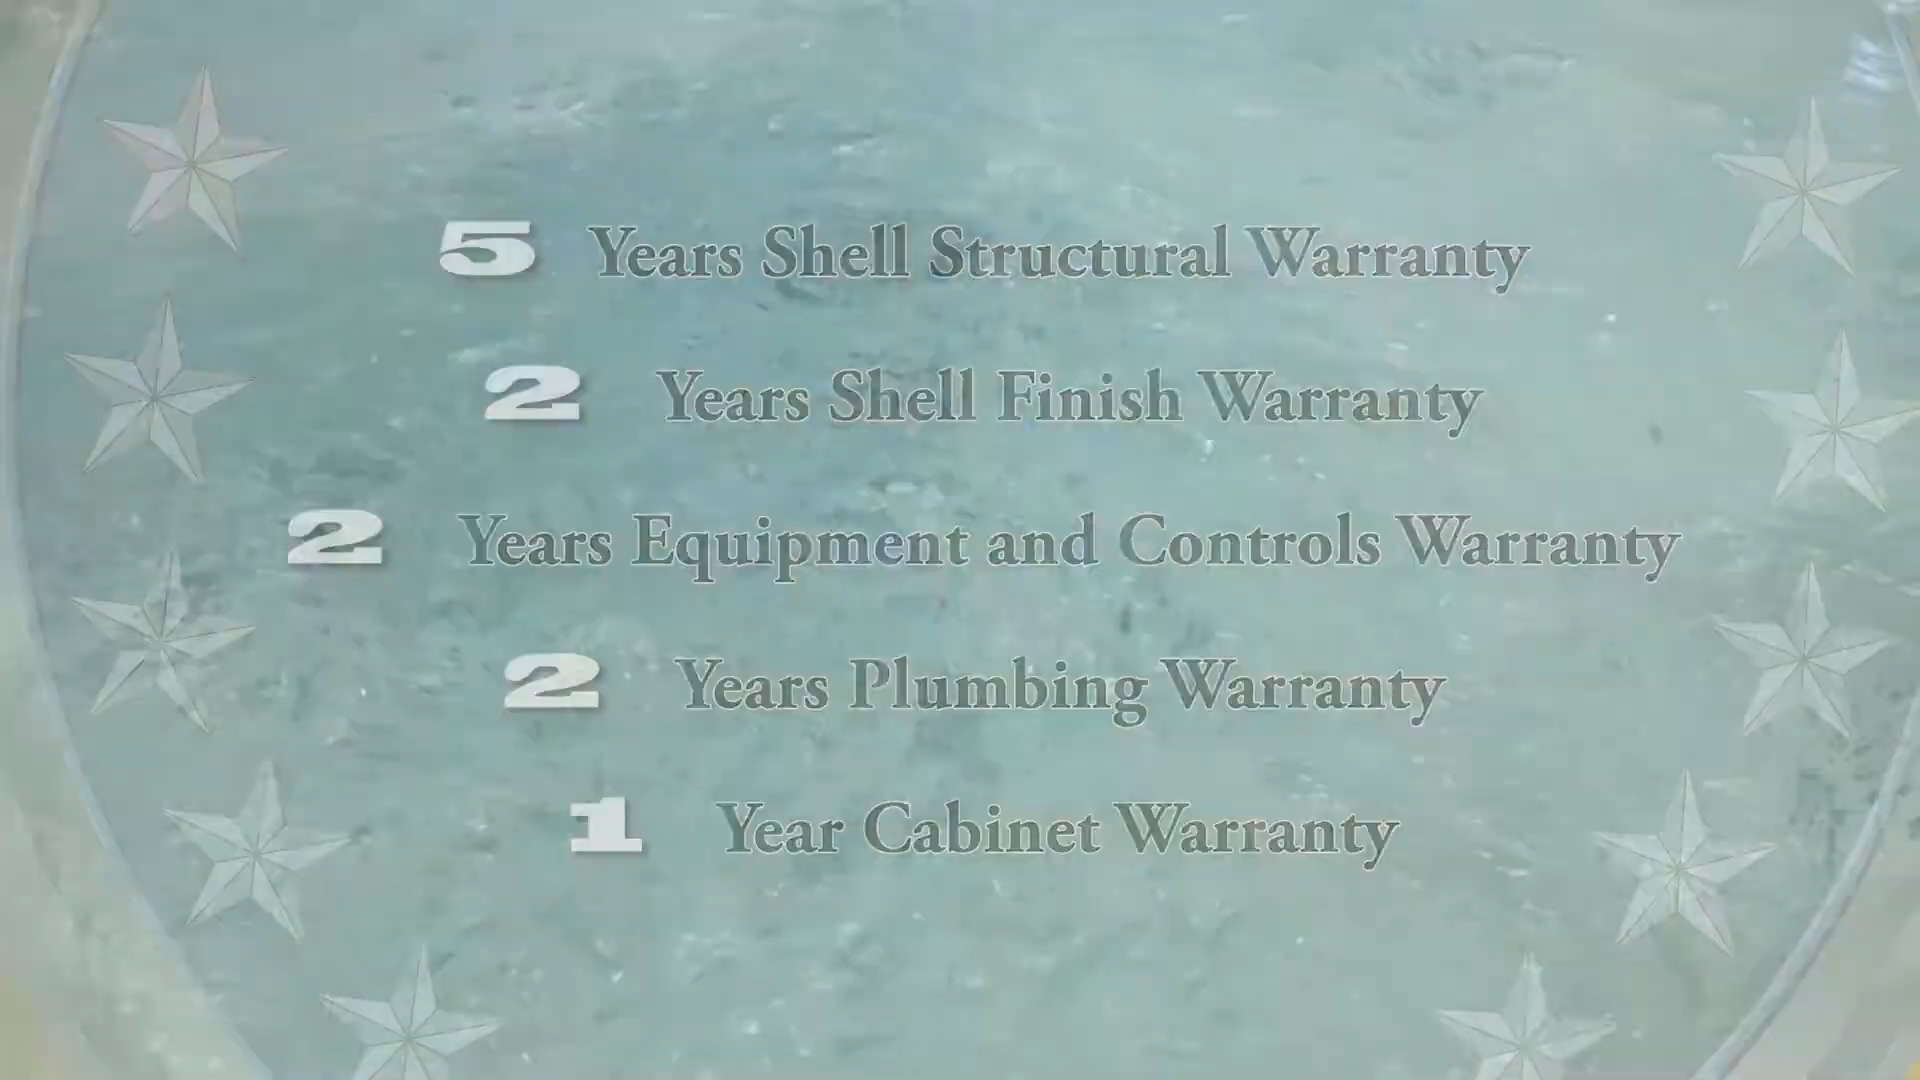 5 Years Shell Structural Warranty
2 Years Shell Finish Warranty
2 Years Equipment and Controls Warranty
2 Years Plumbing Warranty
1 Year Cabinet Warranty